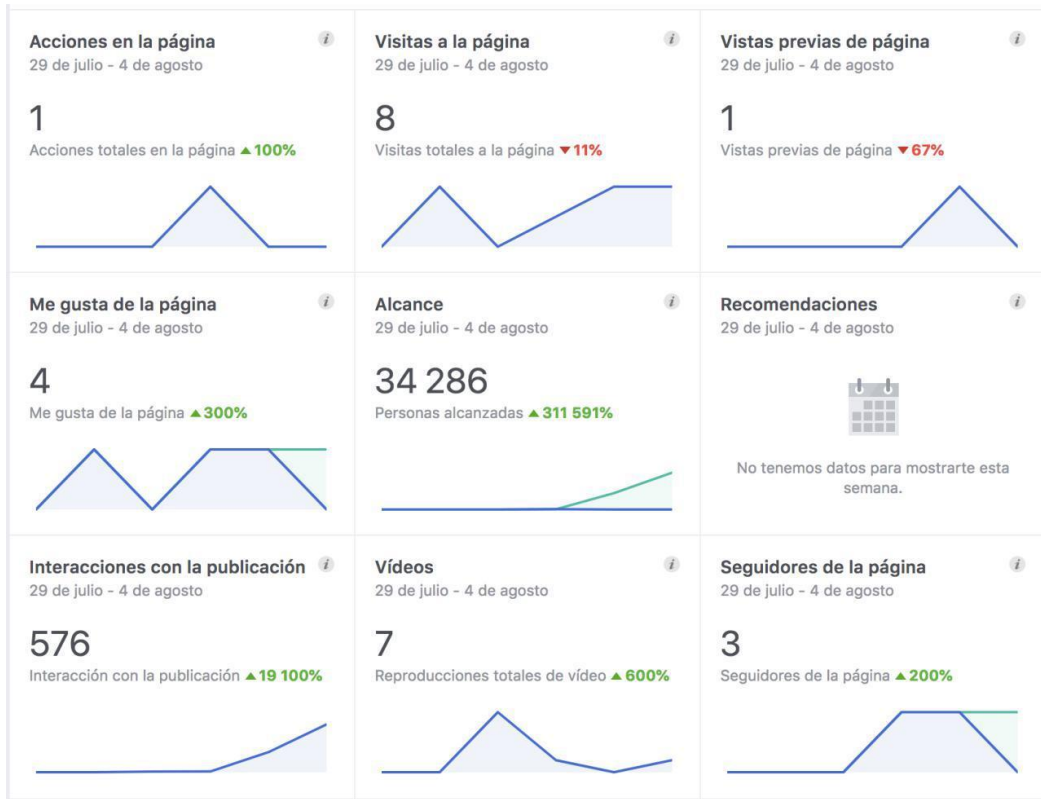 Acciones en la página
29 de julio - 4 de agosto
1
Acciones totales en la página ▲100%
Visitas a la página
29 de julio - 4 de agosto
8
Visitas totales a la página ▼11%
Vistas previas de página
29 de julio - 4 de agosto
1
Vistas previas de página ▼67%
Me gusta de la página
29 de julio - 4 de agosto
4
Me gusta de la página ▲300%
Alcance
29 de julio - 4 de agosto
34 286
Personas alcanzadas ▲311 591%
Recomendaciones
29 de julio - 4 de agosto
No tenemos datos para mostrarte esta
semana.
Interacciones con la publicación
29 de julio - 4 de agosto
576
Interacción con la publicación ▲19 100%
Vídeos
29 de julio - 4 de agosto
7
Reproducciones totales de vídeo ▲600%
Seguidores de la página
29 de julio - 4 de agosto
3
Seguidores de la página ▲200%